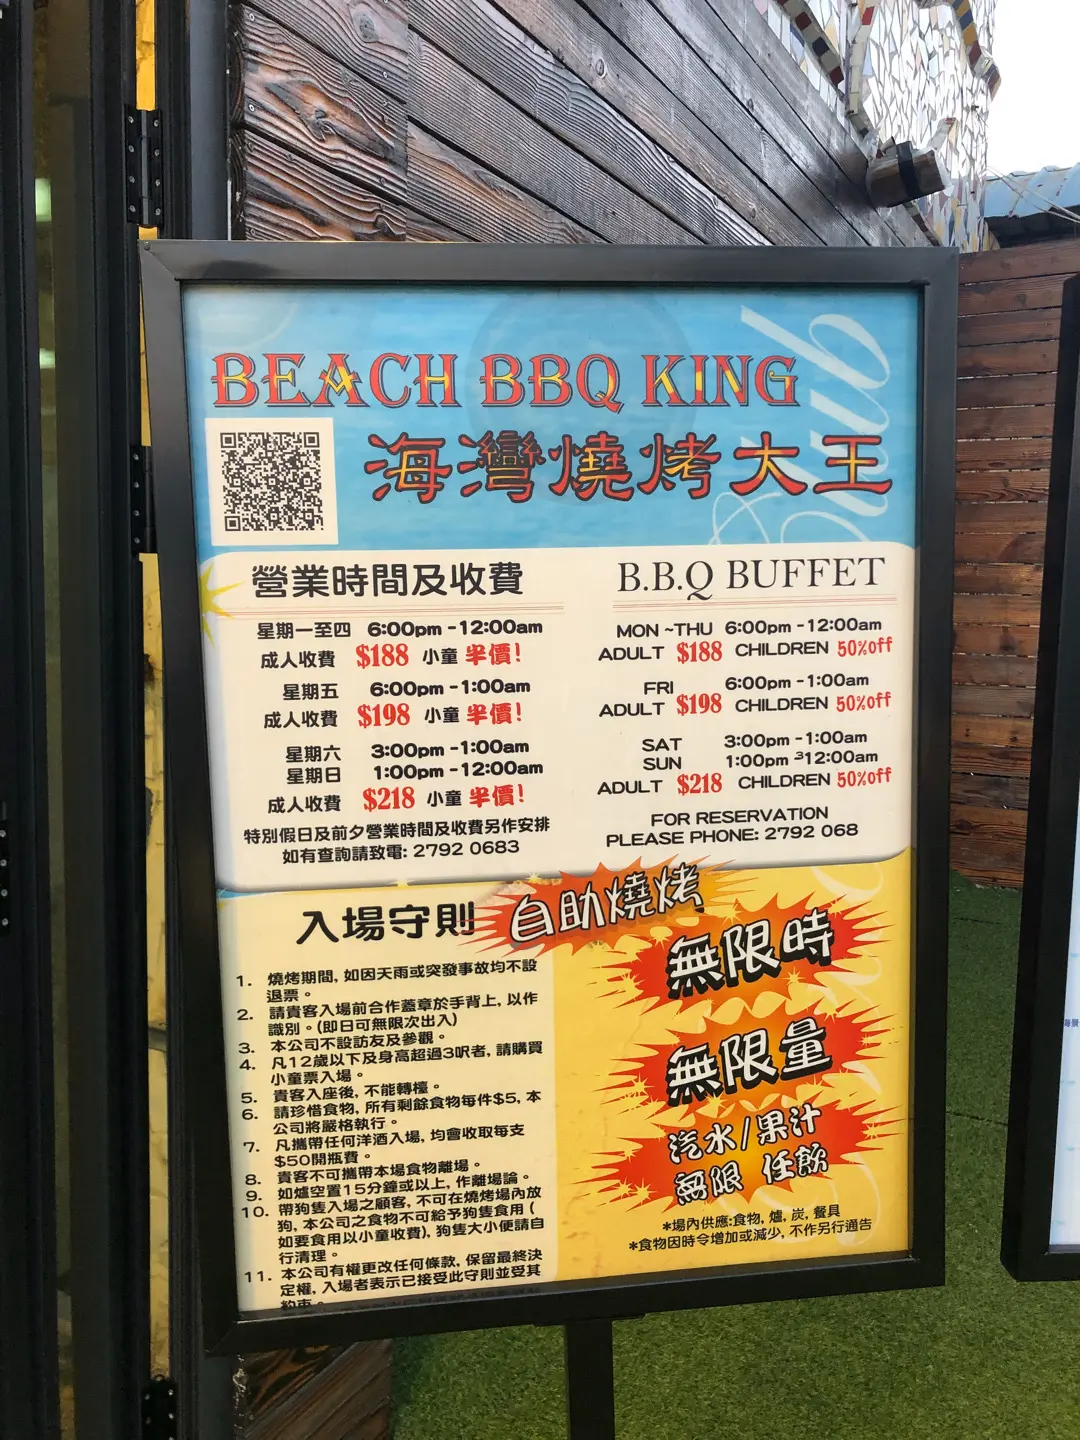 BEACH BBQ KING
海灣燒烤大王
營業時間及收費
星期一至四 6:00pm - 12:00am
成人收費 $188 小童 半價!
星期五 6:00pm - 1:00am
成人收費 $198 小童 半價!
星期六 3:00pm - 1:00am
星期日 1:00pm - 12:00am
成人收費 $218 小童 半價!
特別假日及前夕營業時間及收費另作安排
如有查詢請致電: 2792 0683
B.B.Q BUFFET
MON ~THU 6:00pm - 12:00am
ADULT $188 CHILDREN 50%off
FRI 6:00pm - 1:00am
ADULT $198 CHILDREN 50%off
SAT 3:00pm - 1:00am
SUN 1:00pm ³12:00am
ADULT $218 CHILDREN 50%off
FOR RESERVATION
PLEASE PHONE: 2792 068
入場守則
1. 燒烤期間, 如因天雨或突發事故均不設
退票。
2. 請貴客入場前合作蓋章於手背上, 以作
識別。(即日可無限次出入)
3. 本公司不設訪友及參觀。
4. 凡12歲以下及身高超過3呎者, 請購買
小童票入場。
5. 貴客入座後, 不能轉檯。
6. 請珍惜食物, 所有剩餘食物每件$5, 本
公司將嚴格執行。
7. 凡攜帶任何洋酒入場, 均會收取每支
$50開瓶費。
8. 貴客不可攜帶本場食物離場。
9. 如爐空置15分鐘或以上, 作離場論。
10. 帶狗隻入場之顧客, 不可在燒烤場內放
狗, 本公司之食物不可給予狗隻食用 (
如要食用以小童收費), 狗隻大小便請自
行清理。
11. 本公司有權更改任何條款, 保留最終決
定權, 入場者表示已接受此守則並受其
約束。
自助燒烤
無限時
無限量
汽水/果汁
無限 任飲
*場內供應:食物, 爐, 炭, 餐具
*食物因時令增加或減少, 不作另行通告